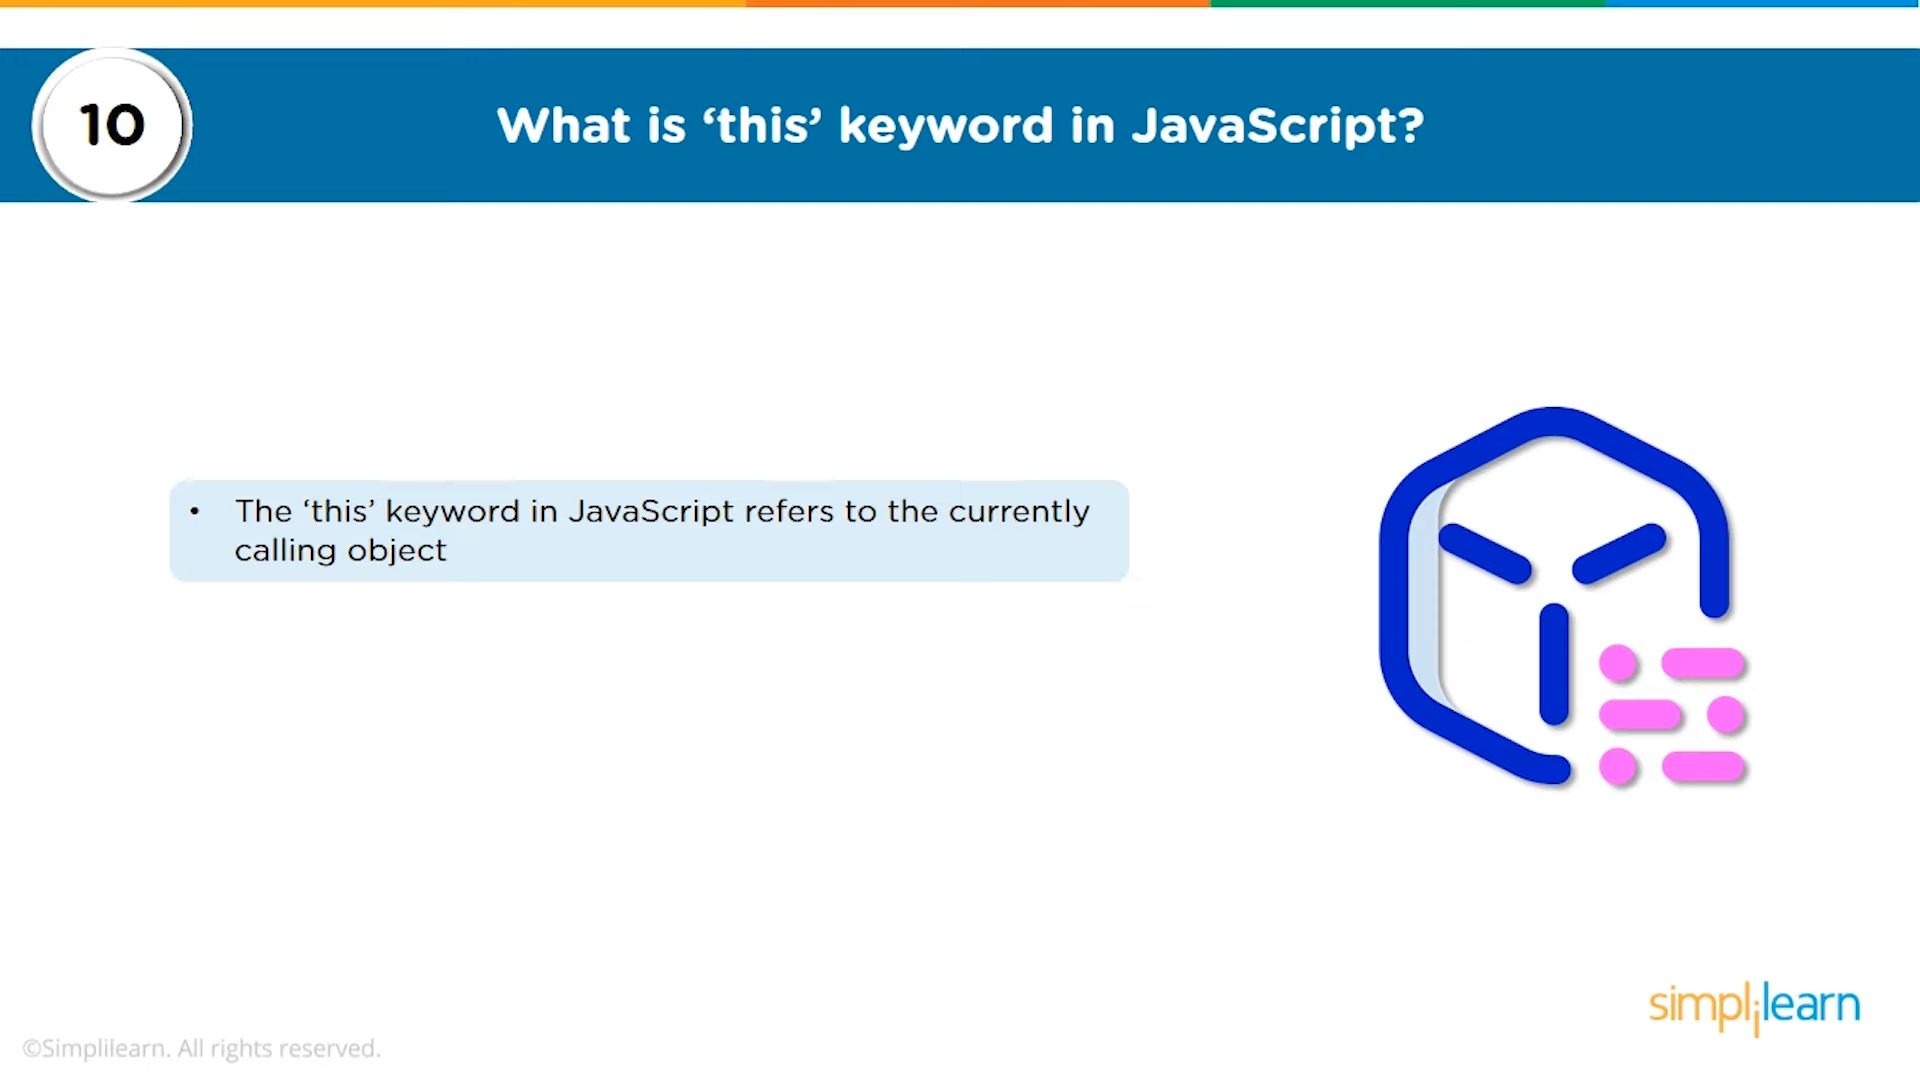 10
What is ‘this’ keyword in JavaScript?
• The ‘this’ keyword in JavaScript refers to the currently
calling object
simplilearn
©Simplilearn. All rights reserved.